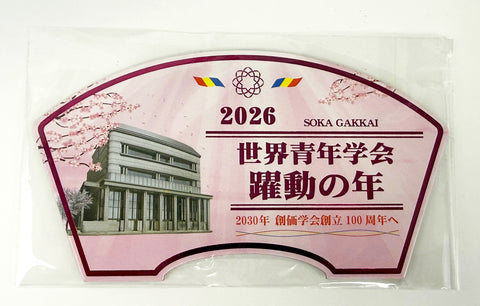 2026
SOKA GAKKAI
世界青年学会
躍動の年
2030年 創価学会創立100周年へ